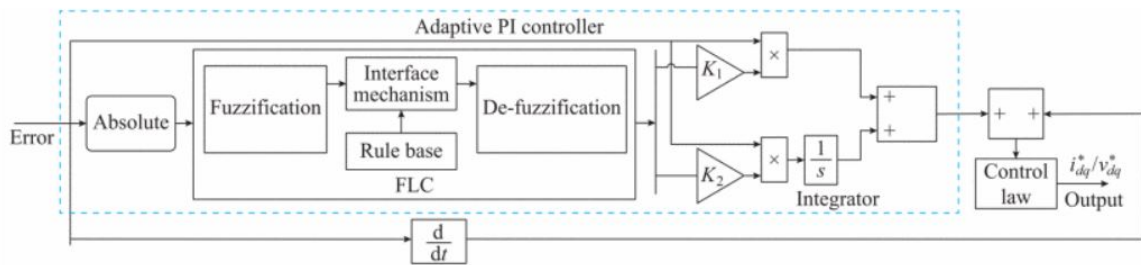 Adaptive PI controller
Error
Absolute
Fuzzification
Interface
mechanism
Rule base
De-fuzzification
FLC
K₁
×
K₂
×
1
s
Integrator
+
+
+ +
Control
law
i*dq/v*dq
Output
d
dt